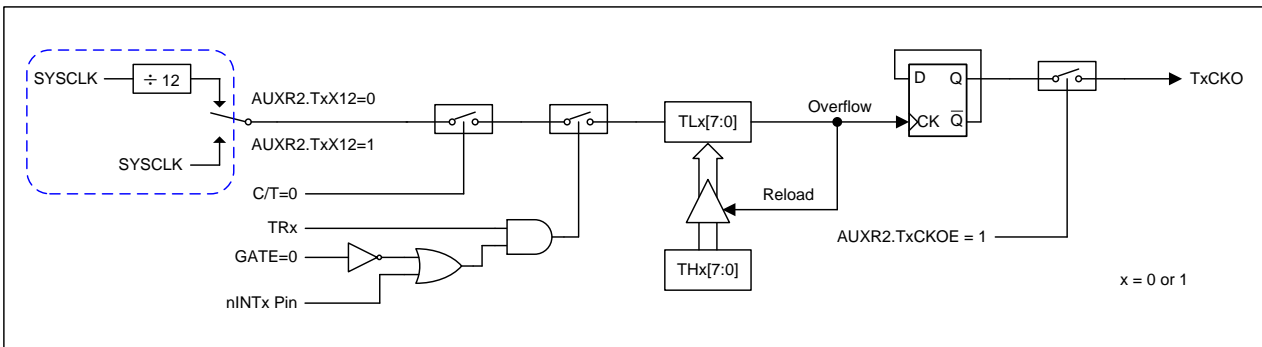 SYSCLK
÷ 12
AUXR2.TxX12=0
AUXR2.TxX12=1
SYSCLK
C/T=0
TRx
GATE=0
nINTx Pin
TLx[7:0]
Overflow
Reload
THx[7:0]
D Q
CK Q̅
TxCKO
AUXR2.TxCKOE = 1
x = 0 or 1